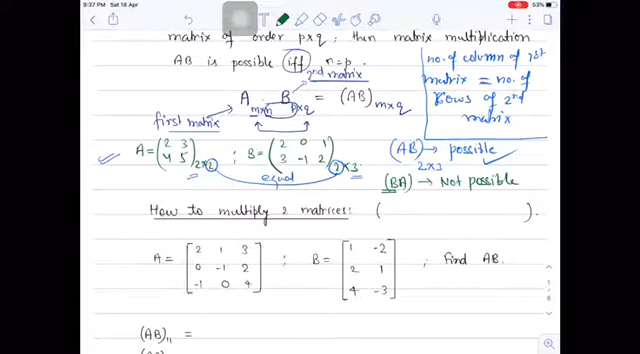 9:37 PM Sat 18 Apr
53%
matrix of order p×q, then matrix multiplication
AB is possible iff n=p.
2nd matrix
A m×n B p×q = (AB) m×q
first matrix
no. of column of 1st
matrix = no. of
Rows of 2nd
matrix
A = ( 2 3
4 5 ) 2×2 ; B = ( 2 0 1
3 -1 2 ) 2×3
equal
(AB) → possible
2×3
(BA) → Not possible
How to multiply 2 matrices: ( ).
A = [ 2 1 3
0 -1 2
-1 0 4 ] ; B = [ 1 -2
2 1
4 -3 ] ; find AB.
(AB)₁₁ =